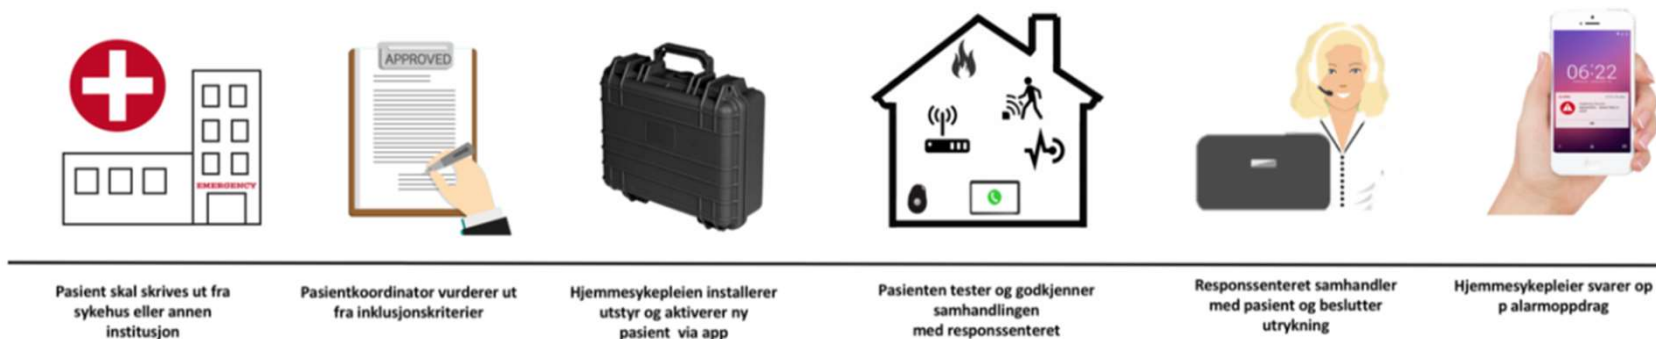 EMERGENCY
APPROVED
06:22
Pasient skal skrives ut fra
sykehus eller annen
institusjon
Pasientkoordinator vurderer ut
fra inklusjonskriterier
Hjemmesykepleien installerer
utstyr og aktiverer ny
pasient via app
Pasienten tester og godkjenner
samhandlingen
med responssenteret
Responssenteret samhandler
med pasient og beslutter
utrykning
Hjemmesykepleier svarer op
p alarmoppdrag